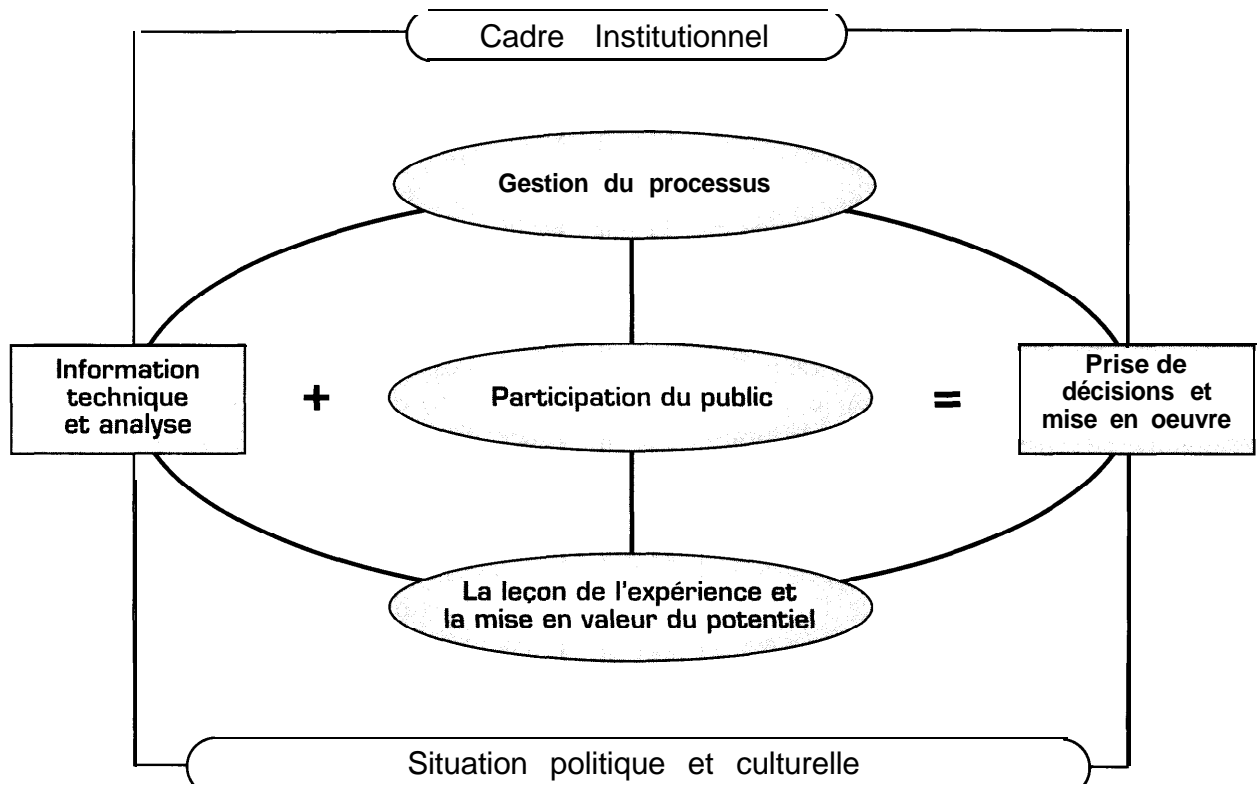 Cadre Institutionnel
Gestion du processus
Information
technique
et analyse
+
Participation du public
=
Prise de
décisions et
mise en oeuvre
La leçon de l'expérience et
la mise en valeur du potentiel
Situation politique et culturelle